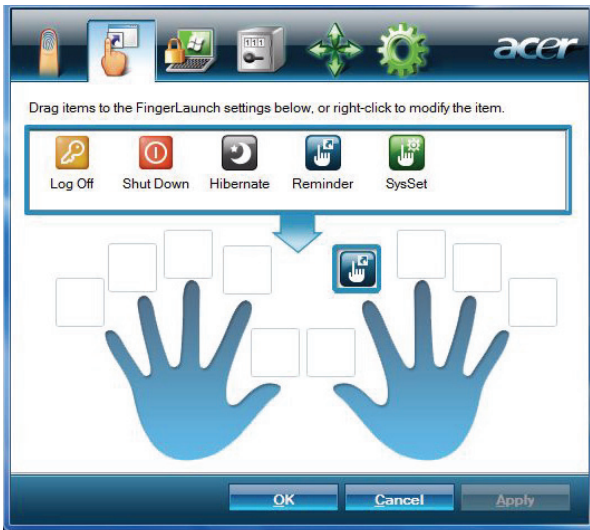 acer
Drag items to the FingerLaunch settings below, or right-click to modify the item.
Log Off Shut Down Hibernate Reminder SysSet
OK Cancel Apply